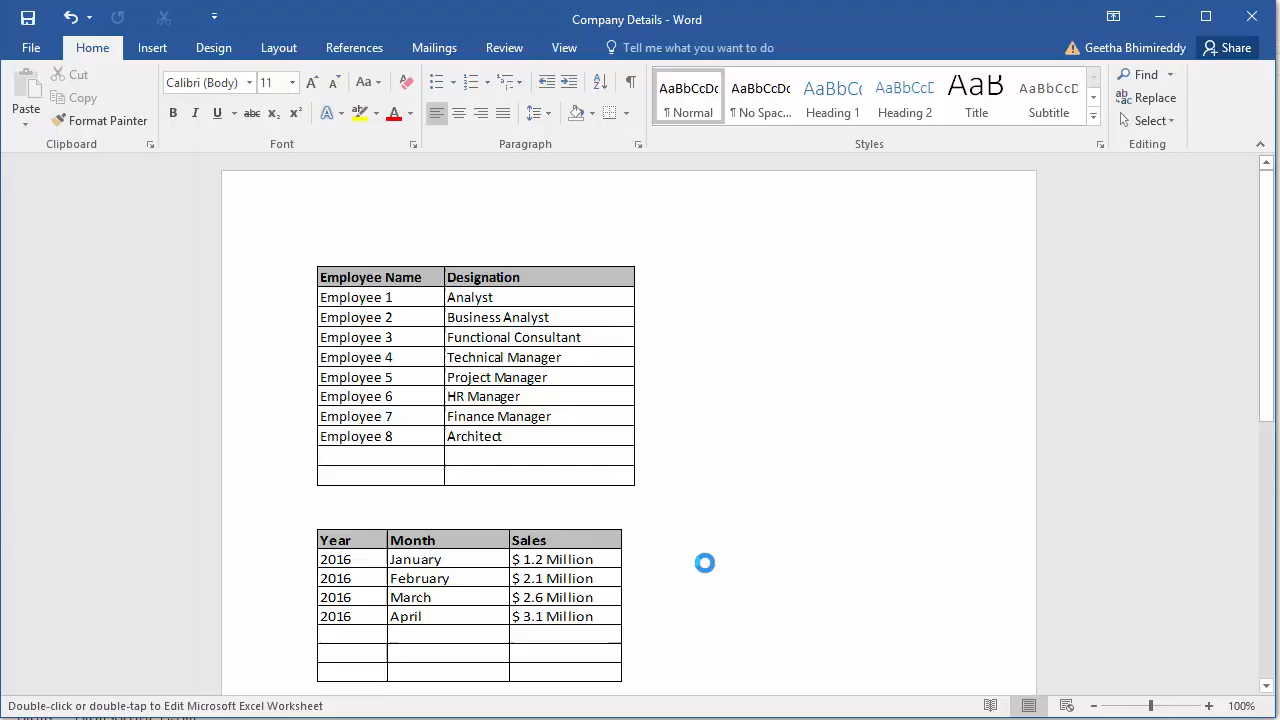 Company Details - Word
File Home Insert Design Layout References Mailings Review View Tell me what you want to do Geetha Bhimireddy Share
Paste
Cut
Copy
Format Painter
Clipboard
Calibri (Body) 11
Aa
B I U abc A A
Font
Paragraph
AaBbCcDc AaBbCcDc AaBbCc AaBbCcD AaB AaBbCcD
¶ Normal ¶ No Spac... Heading 1 Heading 2 Title Subtitle
Styles
Find
Replace
Select
Editing
Employee Name Designation
Employee 1 Analyst
Employee 2 Business Analyst
Employee 3 Functional Consultant
Employee 4 Technical Manager
Employee 5 Project Manager
Employee 6 HR Manager
Employee 7 Finance Manager
Employee 8 Architect
Year Month Sales
2016 January $ 1.2 Million
2016 February $ 2.1 Million
2016 March $ 2.6 Million
2016 April $ 3.1 Million
Double-click or double-tap to Edit Microsoft Excel Worksheet
100%